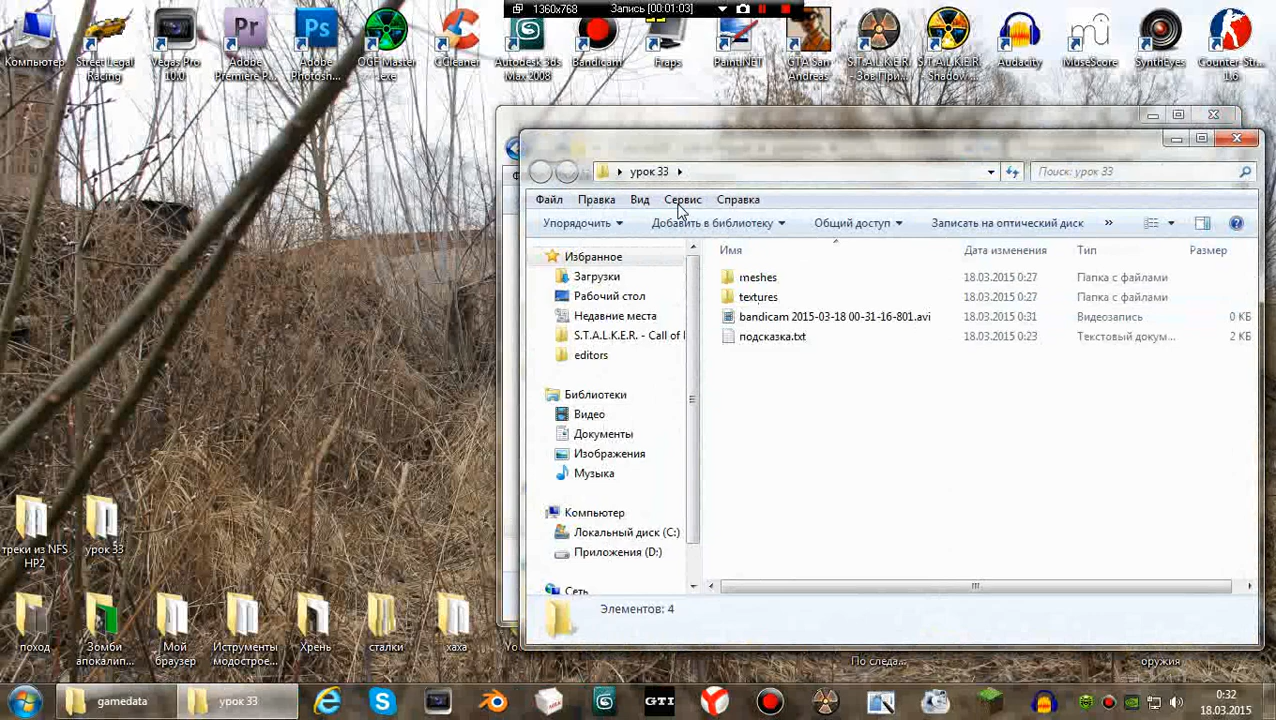 1360x768 Запись [00:01:03]
Компьютер
Street Legal
Racing
Vegas Pro
10.0
Adobe
Premiere P...
Adobe
Photosh...
OGF Master
.exe
CCleaner
Autodesk 3ds
Max 2008
Bandicam
Fraps
Paint.NET
GTA San
Andreas
S.T.A.L.K.E.R.
- Зов При...
S.T.A.L.K.E.R.
- Shadow ...
Audacity
MuseScore
SynthEyes
Counter-Stri...
1.6
урок 33
Поиск: урок 33
Файл Правка Вид Сервис Справка
Упорядочить Добавить в библиотеку Общий доступ Записать на оптический диск »
Имя Дата изменения Тип Размер
Избранное
Загрузки
Рабочий стол
Недавние места
S.T.A.L.K.E.R. - Call of
editors
Библиотеки
Видео
Документы
Изображения
Музыка
Компьютер
Локальный диск (C:)
Приложения (D:)
Сеть
meshes 18.03.2015 0:27 Папка с файлами
textures 18.03.2015 0:27 Папка с файлами
bandicam 2015-03-18 00-31-16-801.avi 18.03.2015 0:31 Видеозапись 0 КБ
подсказка.txt 18.03.2015 0:23 Текстовый докум... 2 КБ
Элементов: 4
треки из NFS
HP2
урок 33
поход
Зомби
апокалип...
Мой
браузер
Иструменты
модострое...
Хрень
сталки
хаха
По следа...
оружия
gamedata
урок 33
GTI
0:32
18.03.2015